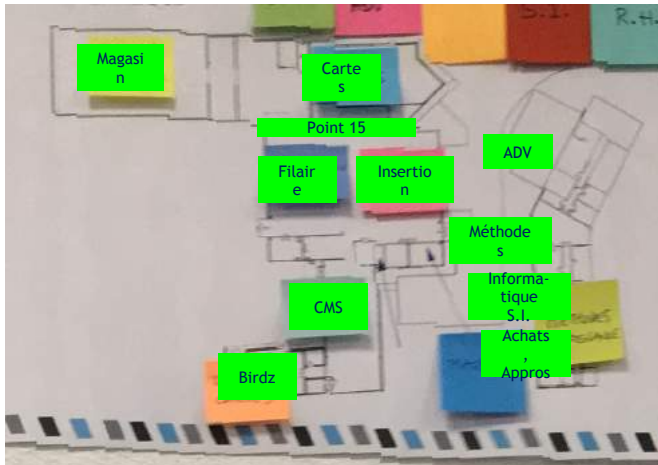 S.I.
R.H.
Magasi
n
Carte
s
Point 15
ADV
Filair
e
Insertio
n
Méthode
s
Informa-
tique
S.I.
CMS
Achats
,
Appros
Birdz